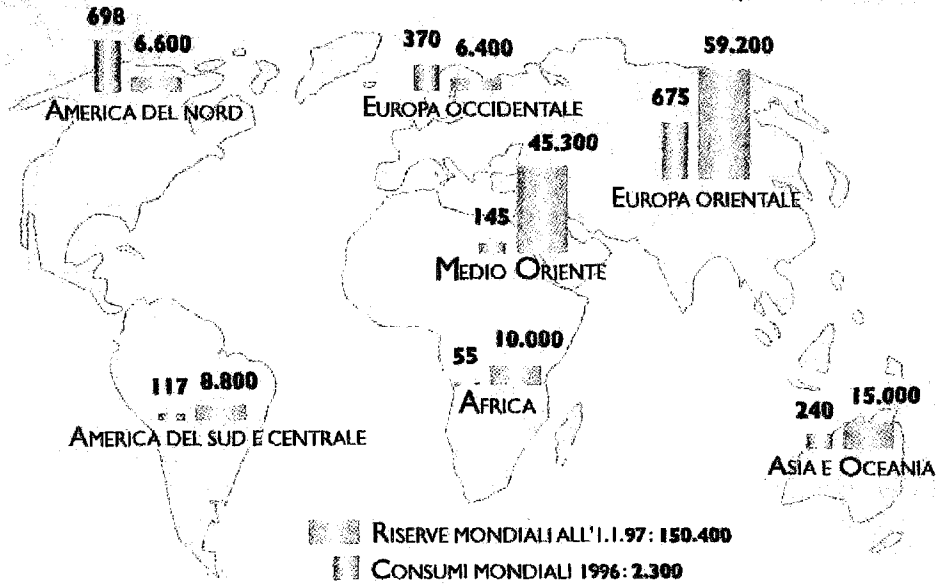 698
6.600
AMERICA DEL NORD
370
6.400
EUROPA OCCIDENTALE
59.200
675
EUROPA ORIENTALE
45.300
145
MEDIO ORIENTE
10.000
55
AFRICA
117 8.800
AMERICA DEL SUD E CENTRALE
15.000
240
ASIA E OCEANIA
RISERVE MONDIALI ALL'1.1.97: 150.400
CONSUMI MONDIALI 1996: 2.300